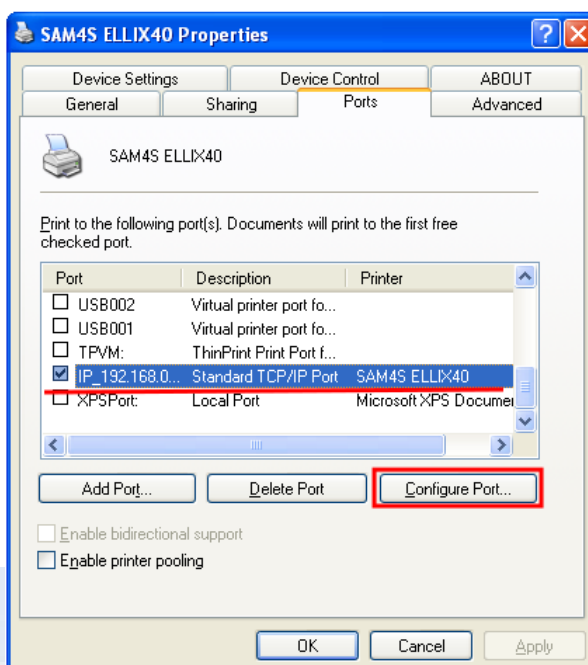 SAM4S ELLIX40 Properties
Device Settings Device Control ABOUT
General Sharing Ports Advanced
SAM4S ELLIX40
Print to the following port(s). Documents will print to the first free
checked port.
Port Description Printer
USB002 Virtual printer port fo...
USB001 Virtual printer port fo...
TPVM: ThinPrint Print Port f...
IP_192.168.0... Standard TCP/IP Port SAM4S ELLIX40
XPSPort: Local Port Microsoft XPS Documen
Add Port... Delete Port Configure Port...
Enable bidirectional support
Enable printer pooling
OK Cancel Apply